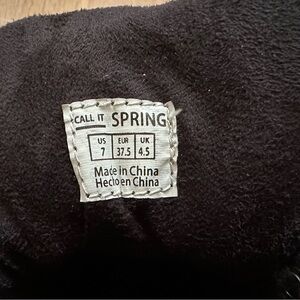 CALL IT SPRING
US EUR UK
7 37.5 4.5
Made in China
Hecho en China